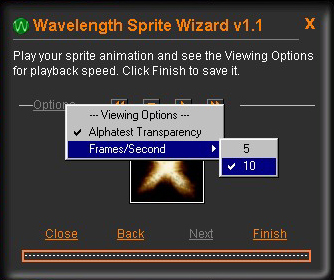 Wavelength Sprite Wizard v1.1
X
Play your sprite animation and see the Viewing Options
for playback speed. Click Finish to save it.
Options
--- Viewing Options ---
Alphatest Transparency
Frames/Second
5
10
Close Back Next Finish